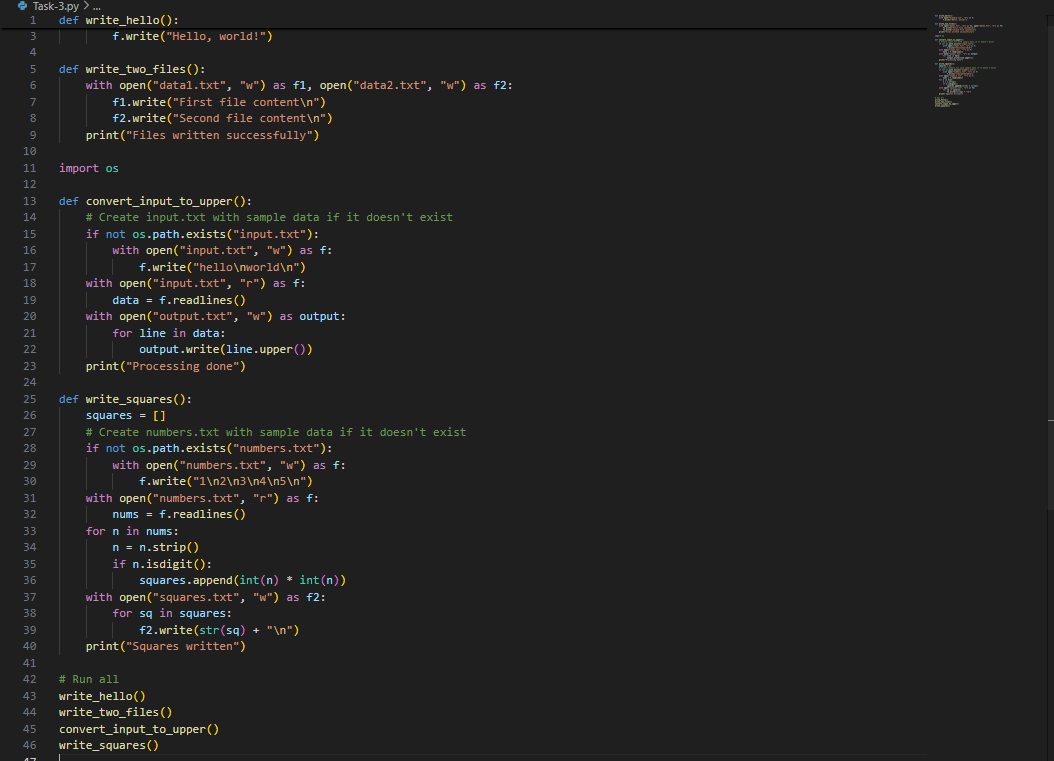 Task-3.py > ...
1 def write_hello():
3         f.write("Hello, world!")
4
5 def write_two_files():
6     with open("data1.txt", "w") as f1, open("data2.txt", "w") as f2:
7         f1.write("First file content\n")
8         f2.write("Second file content\n")
9     print("Files written successfully")
10
11 import os
12
13 def convert_input_to_upper():
14     # Create input.txt with sample data if it doesn't exist
15     if not os.path.exists("input.txt"):
16         with open("input.txt", "w") as f:
17             f.write("hello\nworld\n")
18     with open("input.txt", "r") as f:
19         data = f.readlines()
20     with open("output.txt", "w") as output:
21         for line in data:
22             output.write(line.upper())
23     print("Processing done")
24
25 def write_squares():
26     squares = []
27     # Create numbers.txt with sample data if it doesn't exist
28     if not os.path.exists("numbers.txt"):
29         with open("numbers.txt", "w") as f:
30             f.write("1\n2\n3\n4\n5\n")
31     with open("numbers.txt", "r") as f:
32         nums = f.readlines()
33     for n in nums:
34         n = n.strip()
35         if n.isdigit():
36             squares.append(int(n) * int(n))
37     with open("squares.txt", "w") as f2:
38         for sq in squares:
39             f2.write(str(sq) + "\n")
40     print("Squares written")
41
42 # Run all
43 write_hello()
44 write_two_files()
45 convert_input_to_upper()
46 write_squares()
47